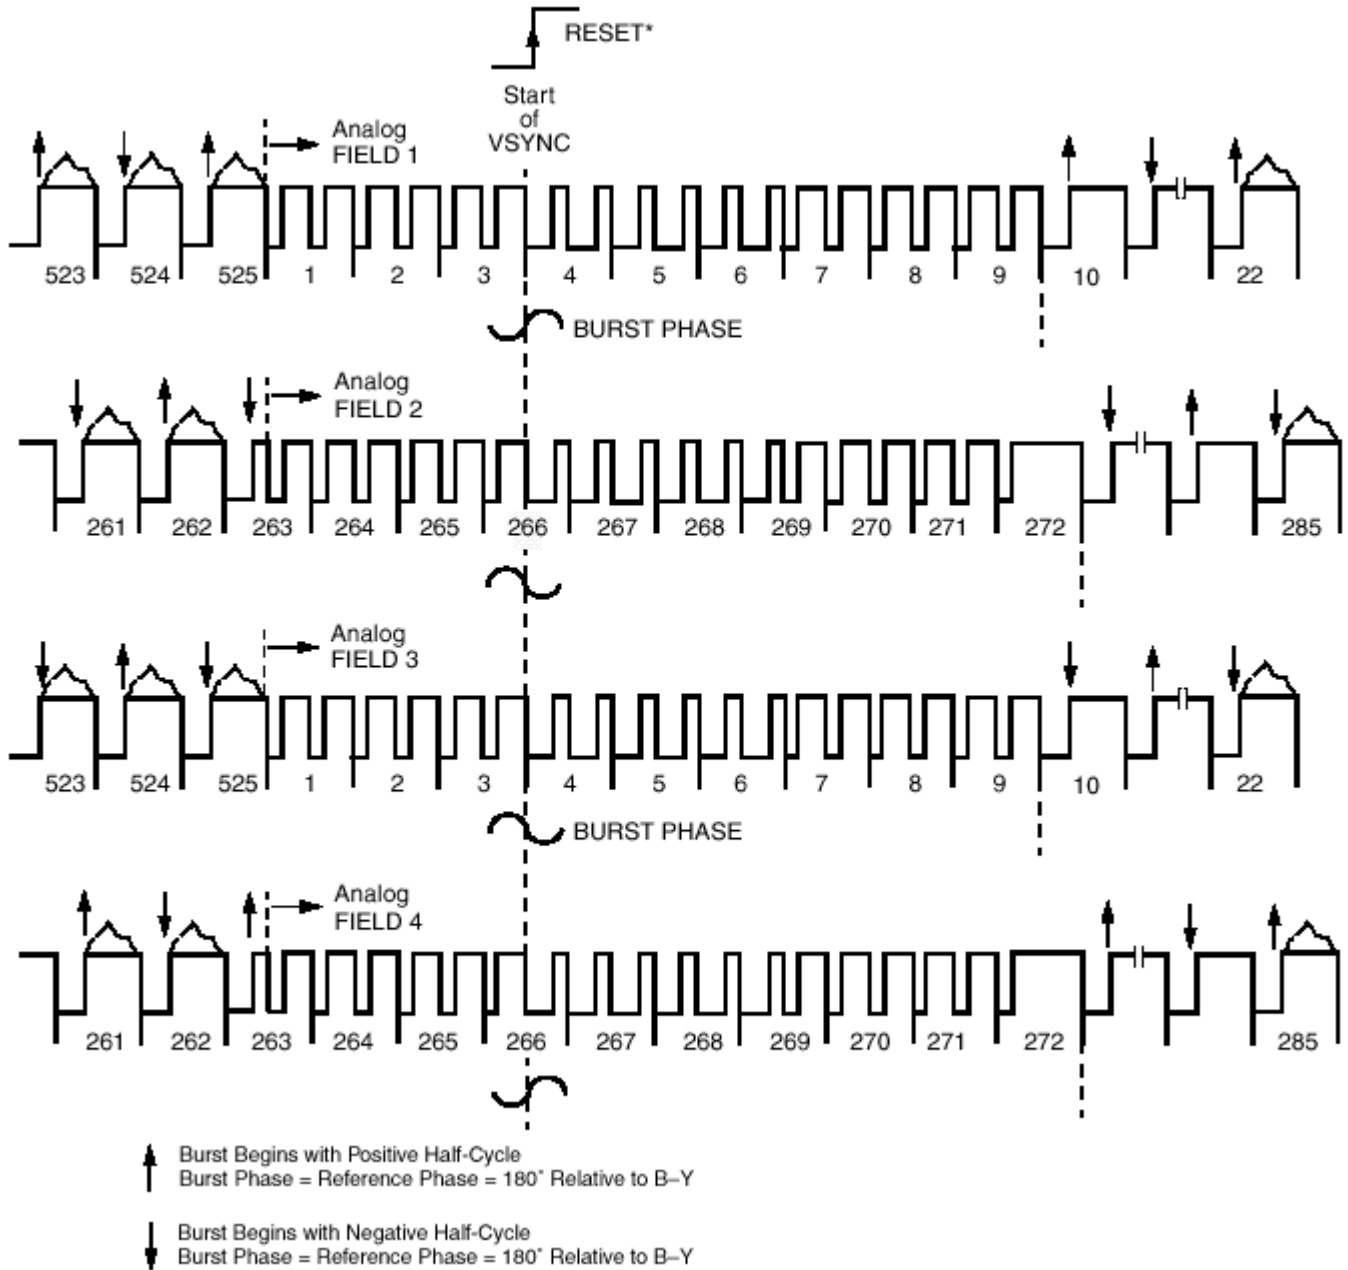 RESET*
Start
of
VSYNC
Analog
FIELD 1
523 524 525 1 2 3 4 5 6 7 8 9 10 22
BURST PHASE
Analog
FIELD 2
261 262 263 264 265 266 267 268 269 270 271 272 285
Analog
FIELD 3
523 524 525 1 2 3 4 5 6 7 8 9 10 22
BURST PHASE
Analog
FIELD 4
261 262 263 264 265 266 267 268 269 270 271 272 285
Burst Begins with Positive Half-Cycle
Burst Phase = Reference Phase = 180° Relative to B–Y
Burst Begins with Negative Half-Cycle
Burst Phase = Reference Phase = 180° Relative to B–Y